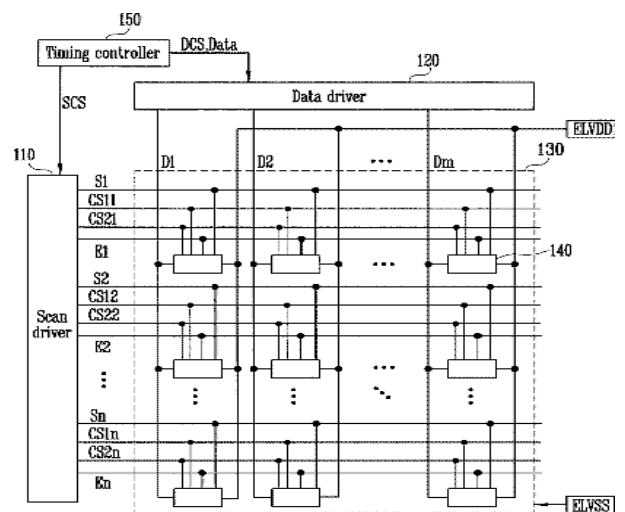 150
Timing controller
DCS,Data
120
SCS
Data driver
ELVDD
110
D1
D2
Dm
130
S1
CS11
CS21
E1
140
S2
CS12
CS22
E2
Scan driver
Sn
CS1n
CS2n
En
ELVSS